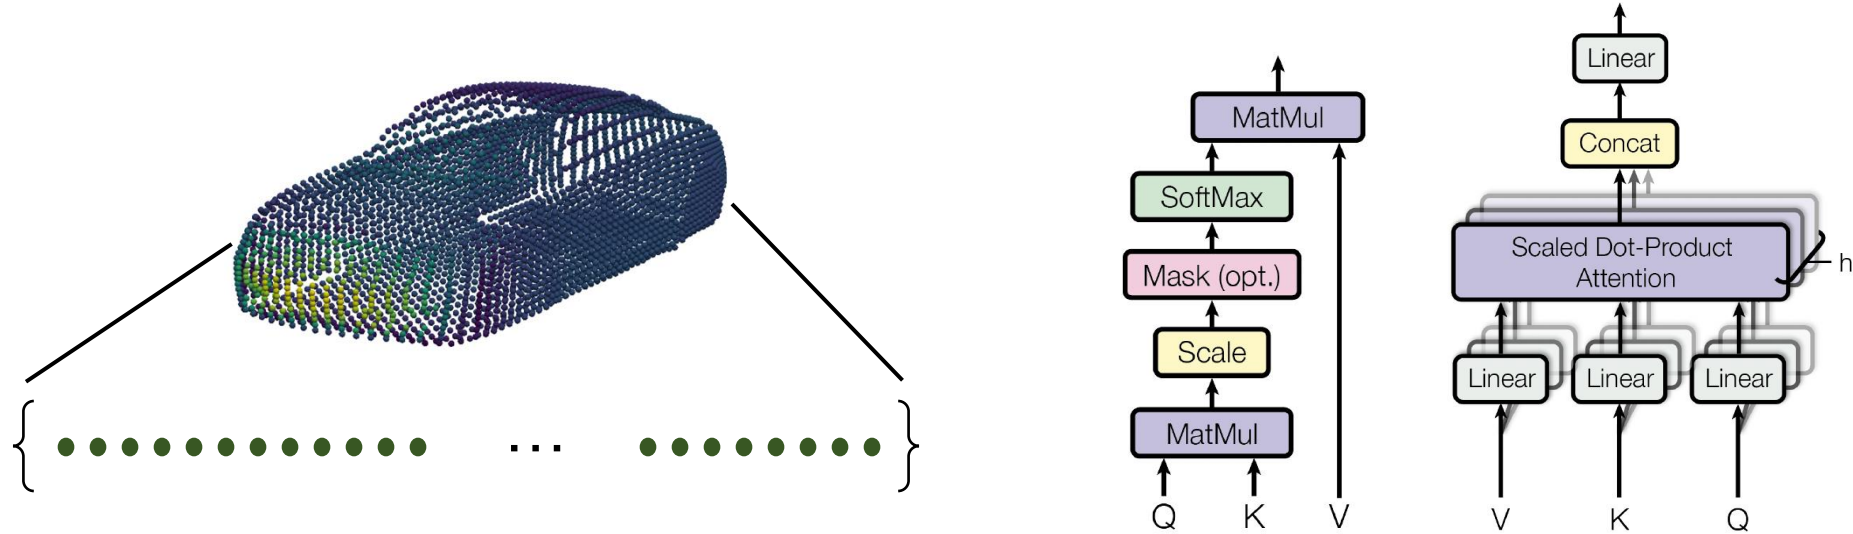 MatMul
SoftMax
Mask (opt.)
Scale
MatMul
Q K V
Linear
Concat
Scaled Dot-Product
Attention
h
Linear Linear Linear
V K Q
{ ... }